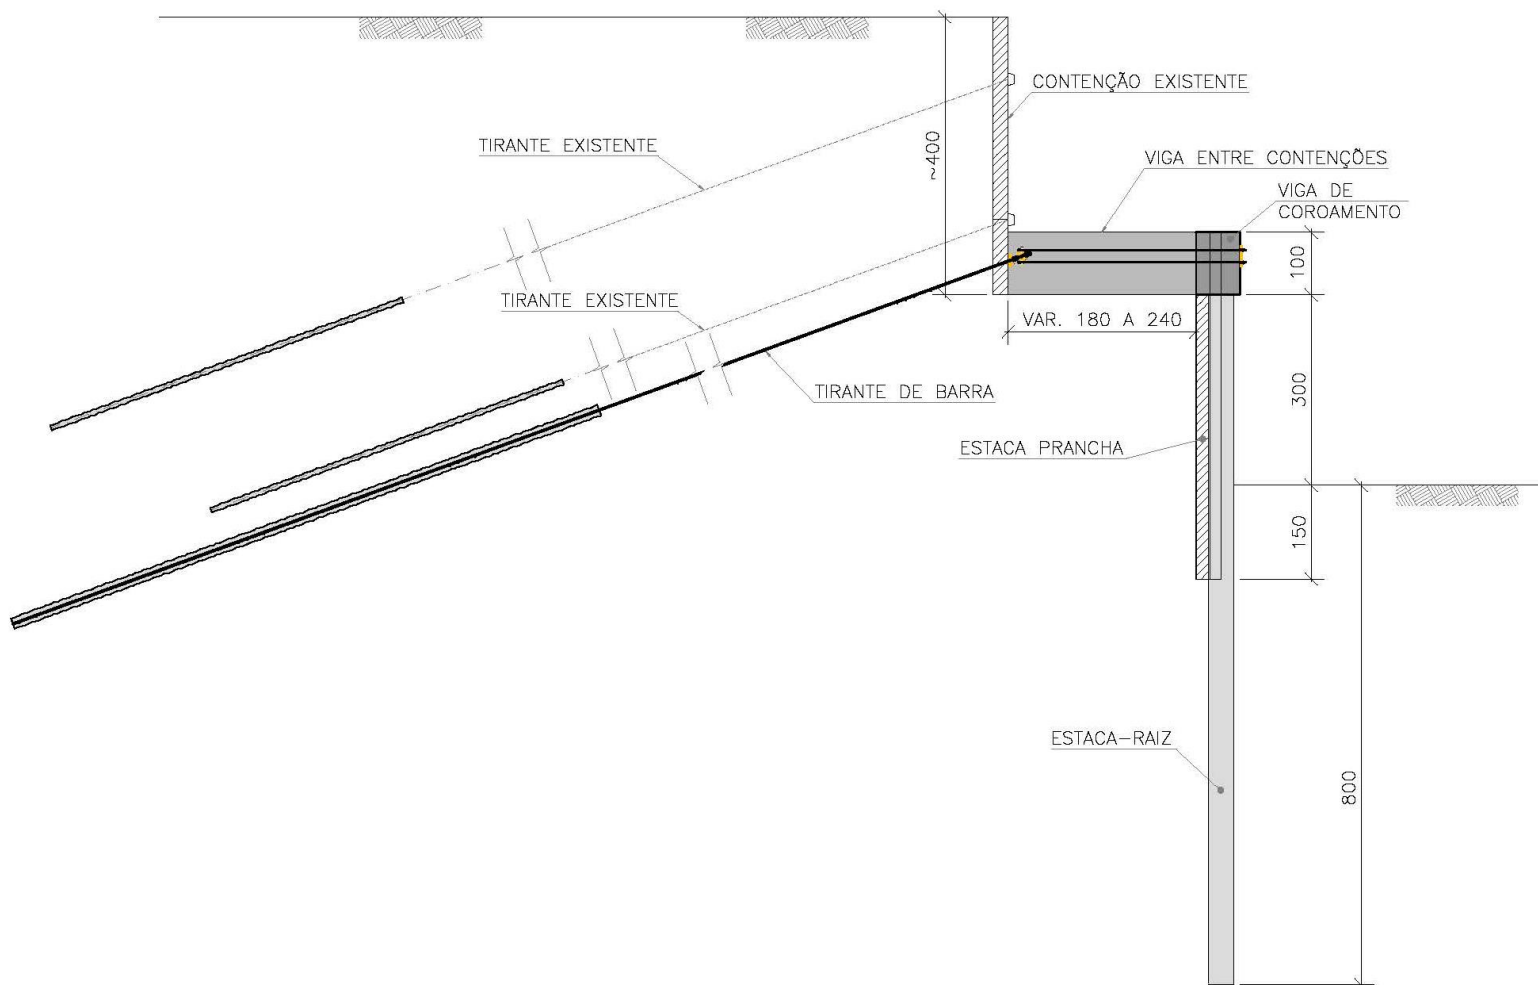 CONTENÇÃO EXISTENTE
TIRANTE EXISTENTE
~400
VIGA ENTRE CONTENÇÕES
VIGA DE
COROAMENTO
100
TIRANTE EXISTENTE
VAR. 180 A 240
TIRANTE DE BARRA
300
ESTACA PRANCHA
150
ESTACA-RAIZ
800